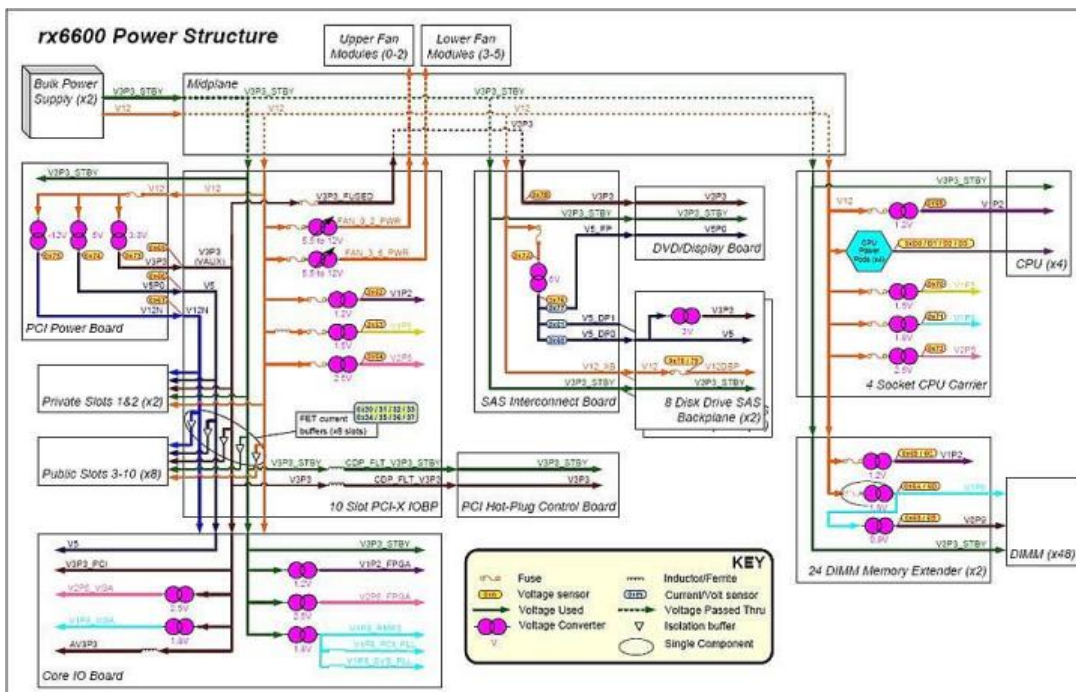 rx6600 Power Structure
Upper Fan
Modules (0-2)
Lower Fan
Modules (3-5)
Bulk Power
Supply (x2)
V3P3_STBY
V12
Midplane
V3P3_STBY
V12
V3P3
V3P3_STBY
V12
V12
-12V
5V
V3P3
(VAUX)
V3P3
V5P0
V5
V12N
V12N
PCI Power Board
V3P3_FUSED
FAN_0_2_PWR
5.5 to 12V
5.5 to 12V
V1P2
1.2V
1.5V
V2P5
2.5V
FET current
buffers (x8 slots)
Private Slots 1&2 (x2)
Public Slots 3-10 (x8)
V3P3_STBY
CDP_FLT_V3P3_STBY
V3P3
CDP_FLT_V3P3
10 Slot PCI-X IOBP
V3P3_STBY
V3P3
PCI Hot-Plug Control Board
V3P3
V3P3_STBY
V5_FP
5V
V5_DP1
V5_DP0
V12_XB
V3P3_STBY
SAS Interconnect Board
V3P3
V3P3_STBY
V5P0
DVD/Display Board
V3P3
V5
V12
V12DBP
V3P3_STBY
8 Disk Drive SAS
Backplane (x2)
V3P3_STBY
V12
V1P2
1.2V
CPU
Power
Pods (x4)
CPU (x4)
1.5V
1.8V
V2P5
2.5V
4 Socket CPU Carrier
V1P2
1.2V
1.8V
V0P9
0.9V
V3P3_STBY
24 DIMM Memory Extender (x2)
DIMM (x48)
V5
V3P3_PCI
V2P5_VGA
2.5V
V1P8_VGA
1.8V
AV3P3
V3P3_STBY
V1P2_FPGA
1.2V
V2P5_FPGA
2.5V
1.8V
V1P8_PCI_PLL
V1P8_SYS_PLL
Core IO Board
KEY
Fuse
Inductor/Ferrite
Voltage sensor
Current/Volt sensor
Voltage Used
Voltage Passed Thru
Voltage Converter
Isolation buffer
V
Single Component